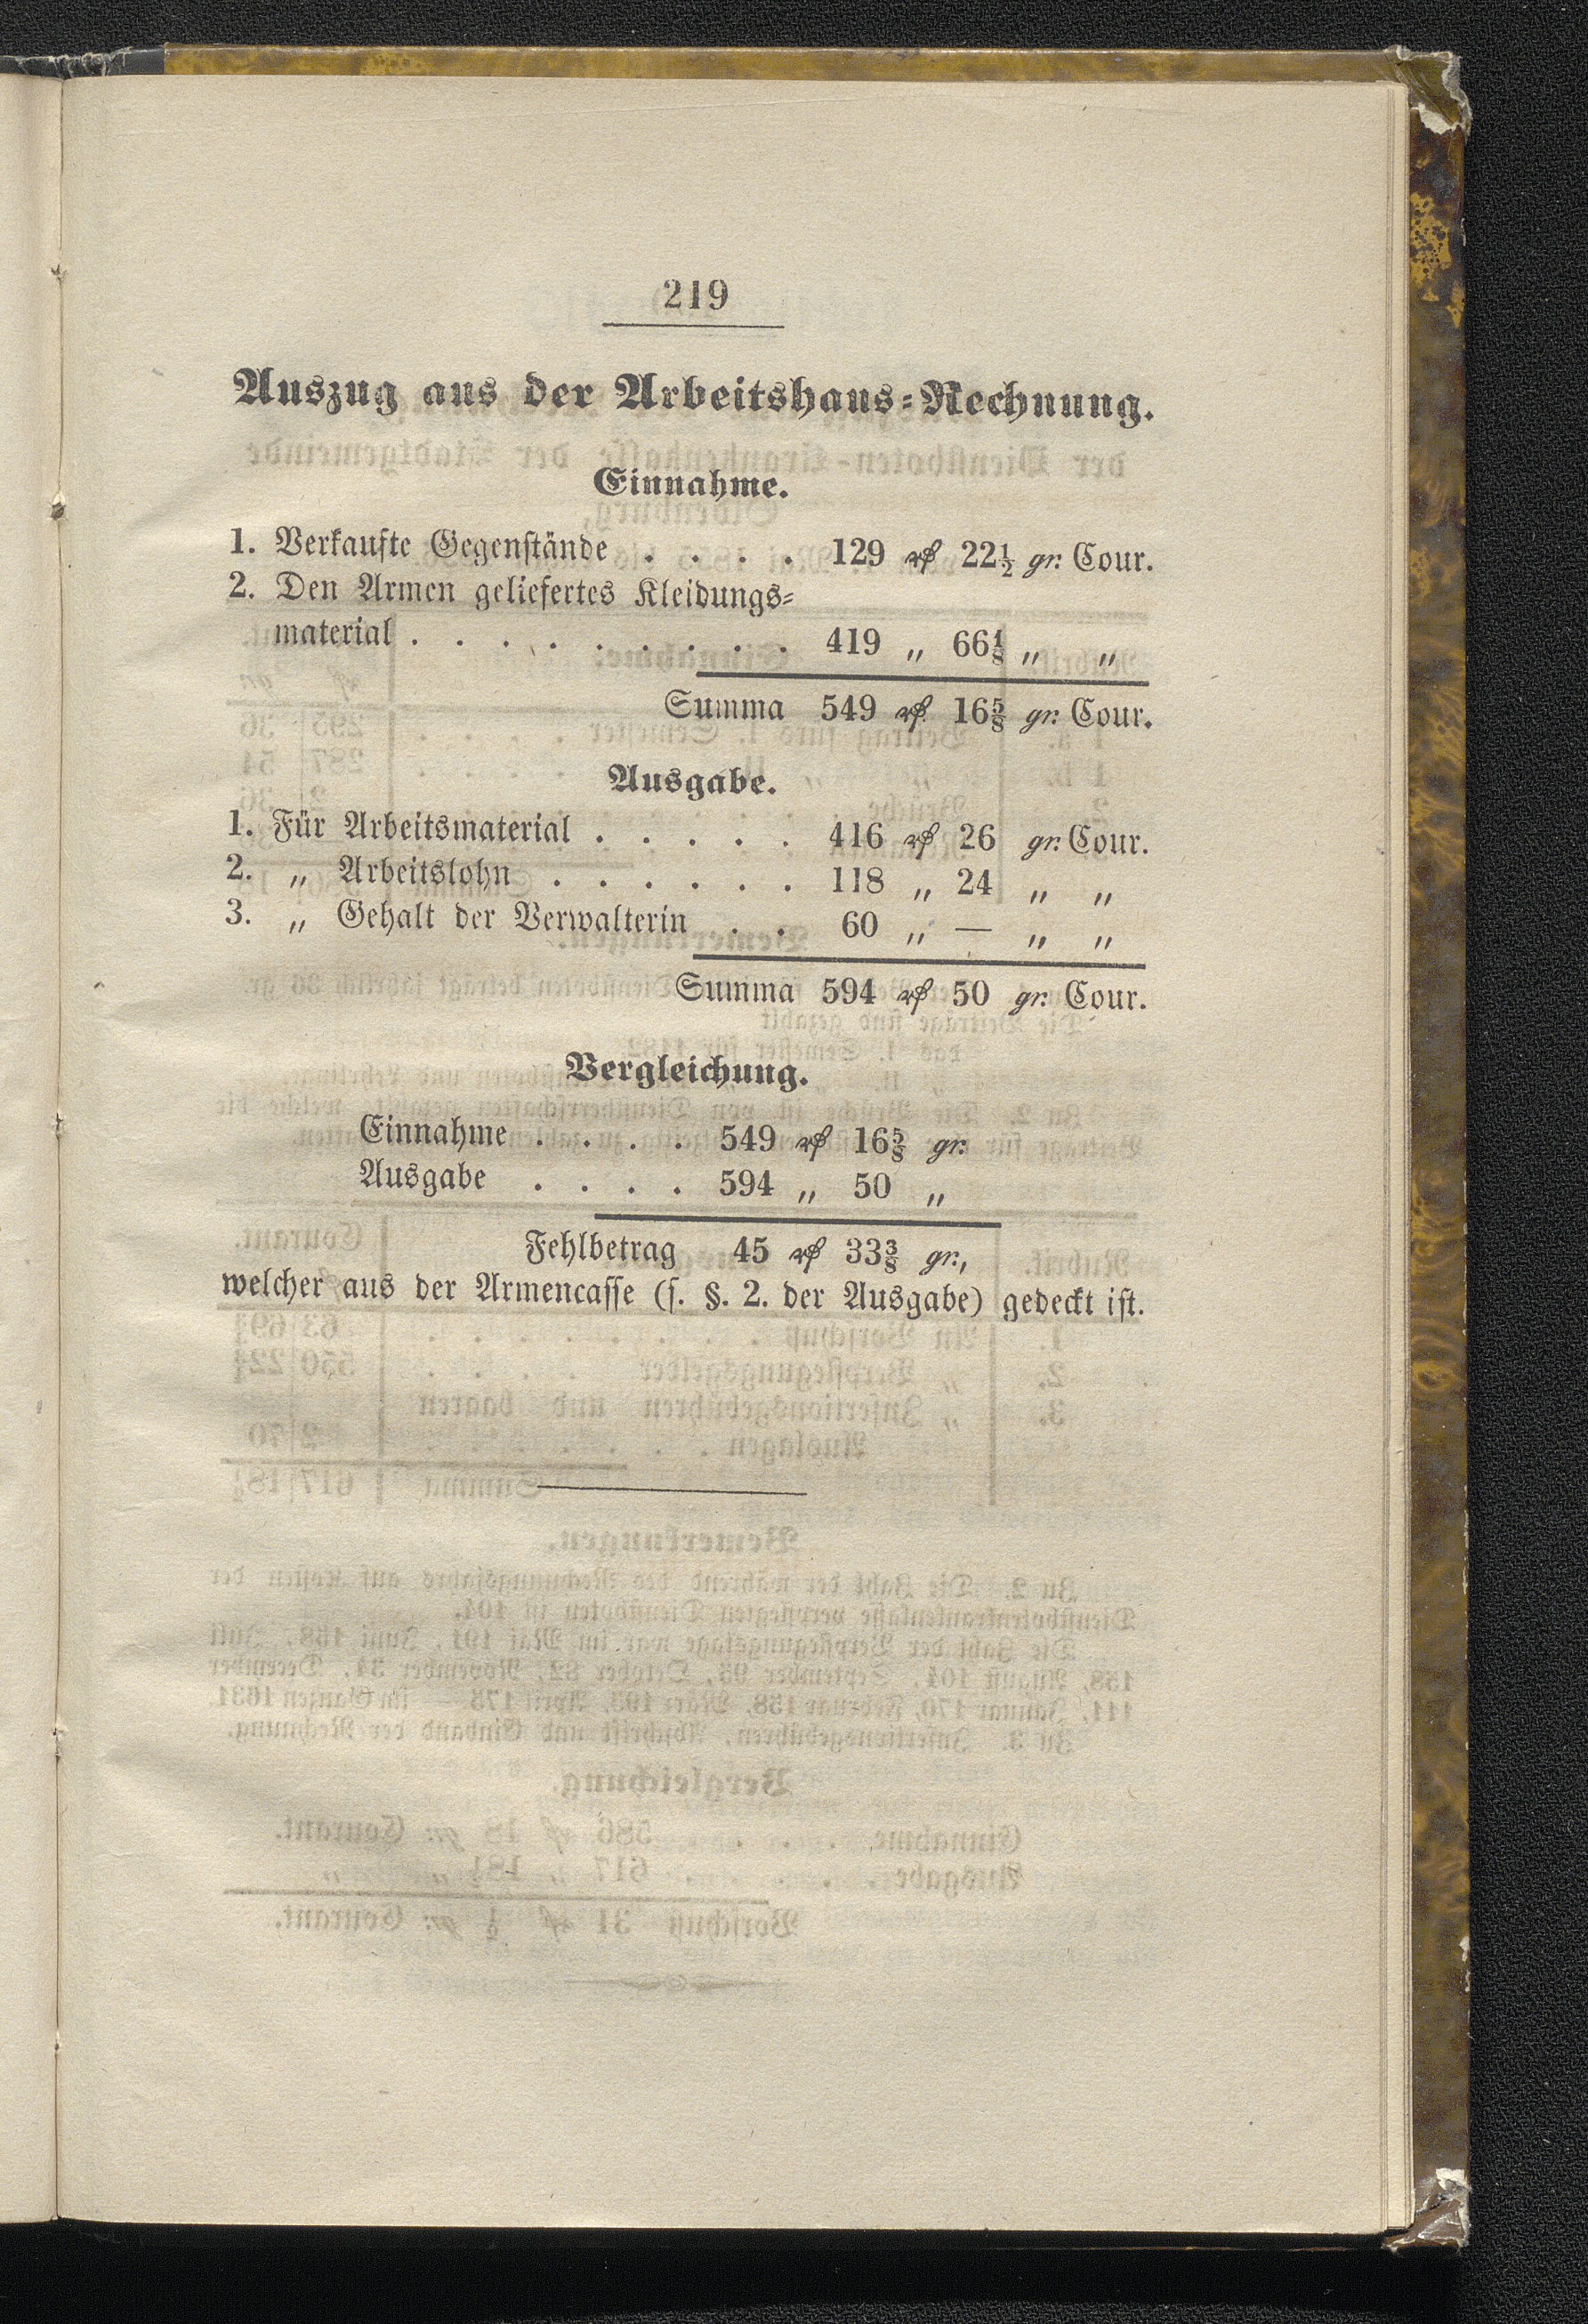 219
Auszug aus der Arbeitshaus-Rechnung.
Einnahme.
1. Verkaufte Gegenstände . . . . 129 ₰ 22½ gr. Cour.
2. Den Armen geliefertes Kleidungs-
material . . . . . . . . . 419 „ 66⅛ „ „
Summa 549 ₰ 16⅝ gr. Cour.
Ausgabe.
1. Für Arbeitsmaterial . . . . . 416 ₰ 26 gr. Cour.
2. „ Arbeitslohn . . . . . . 118 „ 24 „ „
3. „ Gehalt der Verwalterin . . 60 „ — „ „
Summa 594 ₰ 50 gr. Cour.
Vergleichung.
Einnahme . . . . 549 ₰ 16⅝ gr.
Ausgabe . . . . 594 „ 50 „
Fehlbetrag 45 ₰ 33⅜ gr.,
welcher aus der Armencasse (s. §. 2. der Ausgabe) gedeckt ist.